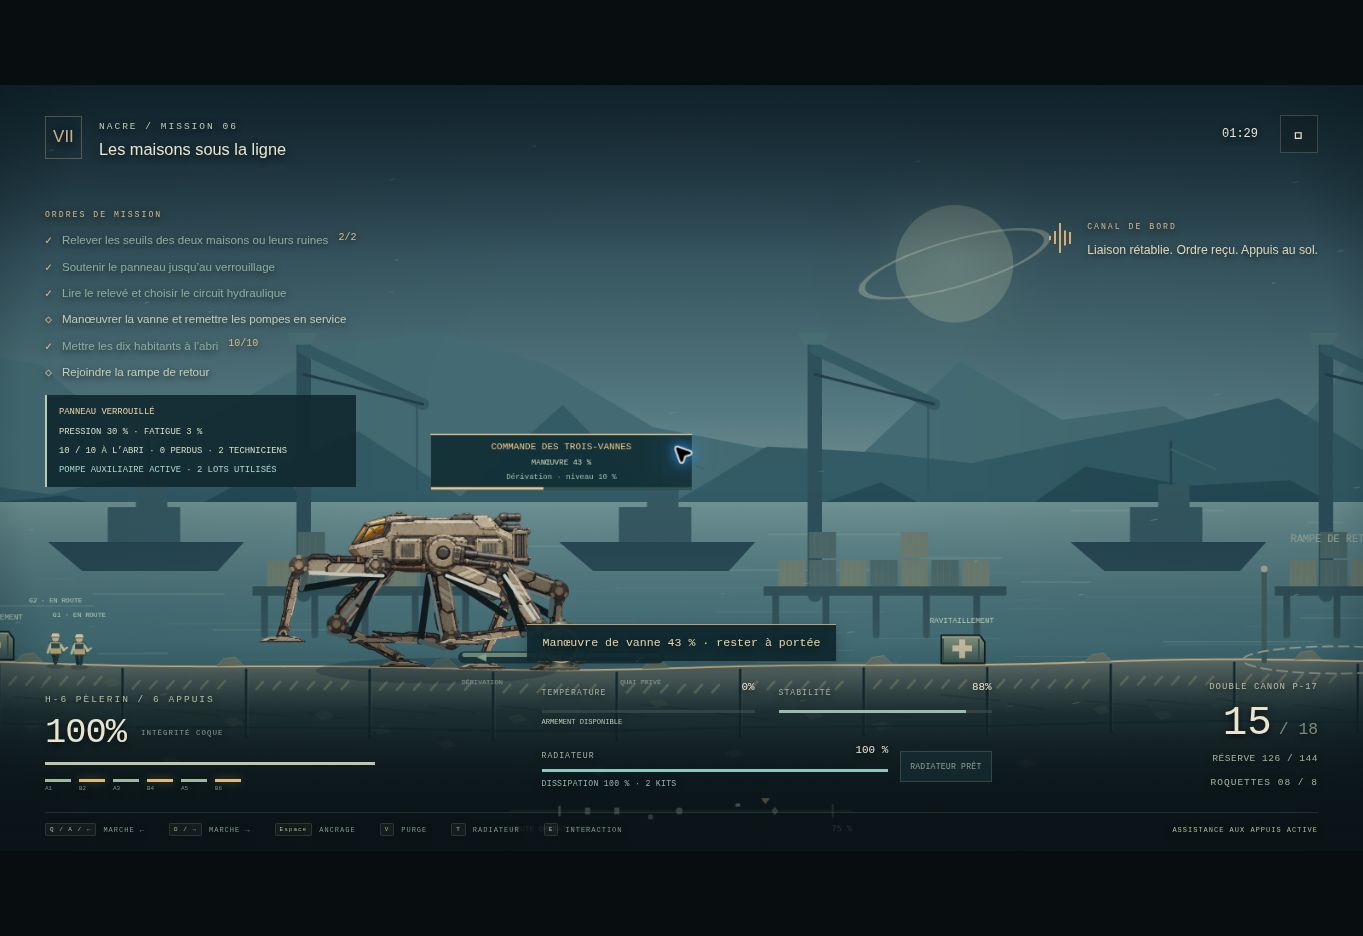 VII
NACRE / MISSION 06
Les maisons sous la ligne
01:29
ORDRES DE MISSION
✓ Relever les seuils des deux maisons ou leurs ruines 2/2
✓ Soutenir le panneau jusqu'au verrouillage
✓ Lire le relevé et choisir le circuit hydraulique
◇ Manœuvrer la vanne et remettre les pompes en service
✓ Mettre les dix habitants à l'abri 10/10
◇ Rejoindre la rampe de retour
CANAL DE BORD
Liaison rétablie. Ordre reçu. Appuis au sol.
PANNEAU VERROUILLÉ
PRESSION 30 % · FATIGUE 3 %
10 / 10 À L'ABRI · 0 PERDUS · 2 TECHNICIENS
POMPE AUXILIAIRE ACTIVE · 2 LOTS UTILISÉS
COMMANDE DES TROIS-VANNES
MANŒUVRE 43 %
Dérivation · niveau 10 %
RAMPE DE RET
G2 · EN ROUTE
G1 · EN ROUTE
EMENT
RAVITAILLEMENT
Manœuvre de vanne 43 % · rester à portée
DÉRIVATION
QUAI PRIVÉ
H-6 PÈLERIN / 6 APPUIS
100% INTÉGRITÉ COQUE
A1 B2 A3 B4 A5 B6
TEMPÉRATURE 0%
ARMEMENT DISPONIBLE
STABILITÉ 88%
RADIATEUR 100 %
DISSIPATION 100 % · 2 KITS
RADIATEUR PRÊT
DOUBLE CANON P-17
15 / 18
RÉSERVE 126 / 144
ROQUETTES 08 / 8
75 %
Q / A / ← MARCHE ←
D / → MARCHE →
Espace ANCRAGE
V PURGE
T RADIATEUR
E INTERACTION
ASSISTANCE AUX APPUIS ACTIVE